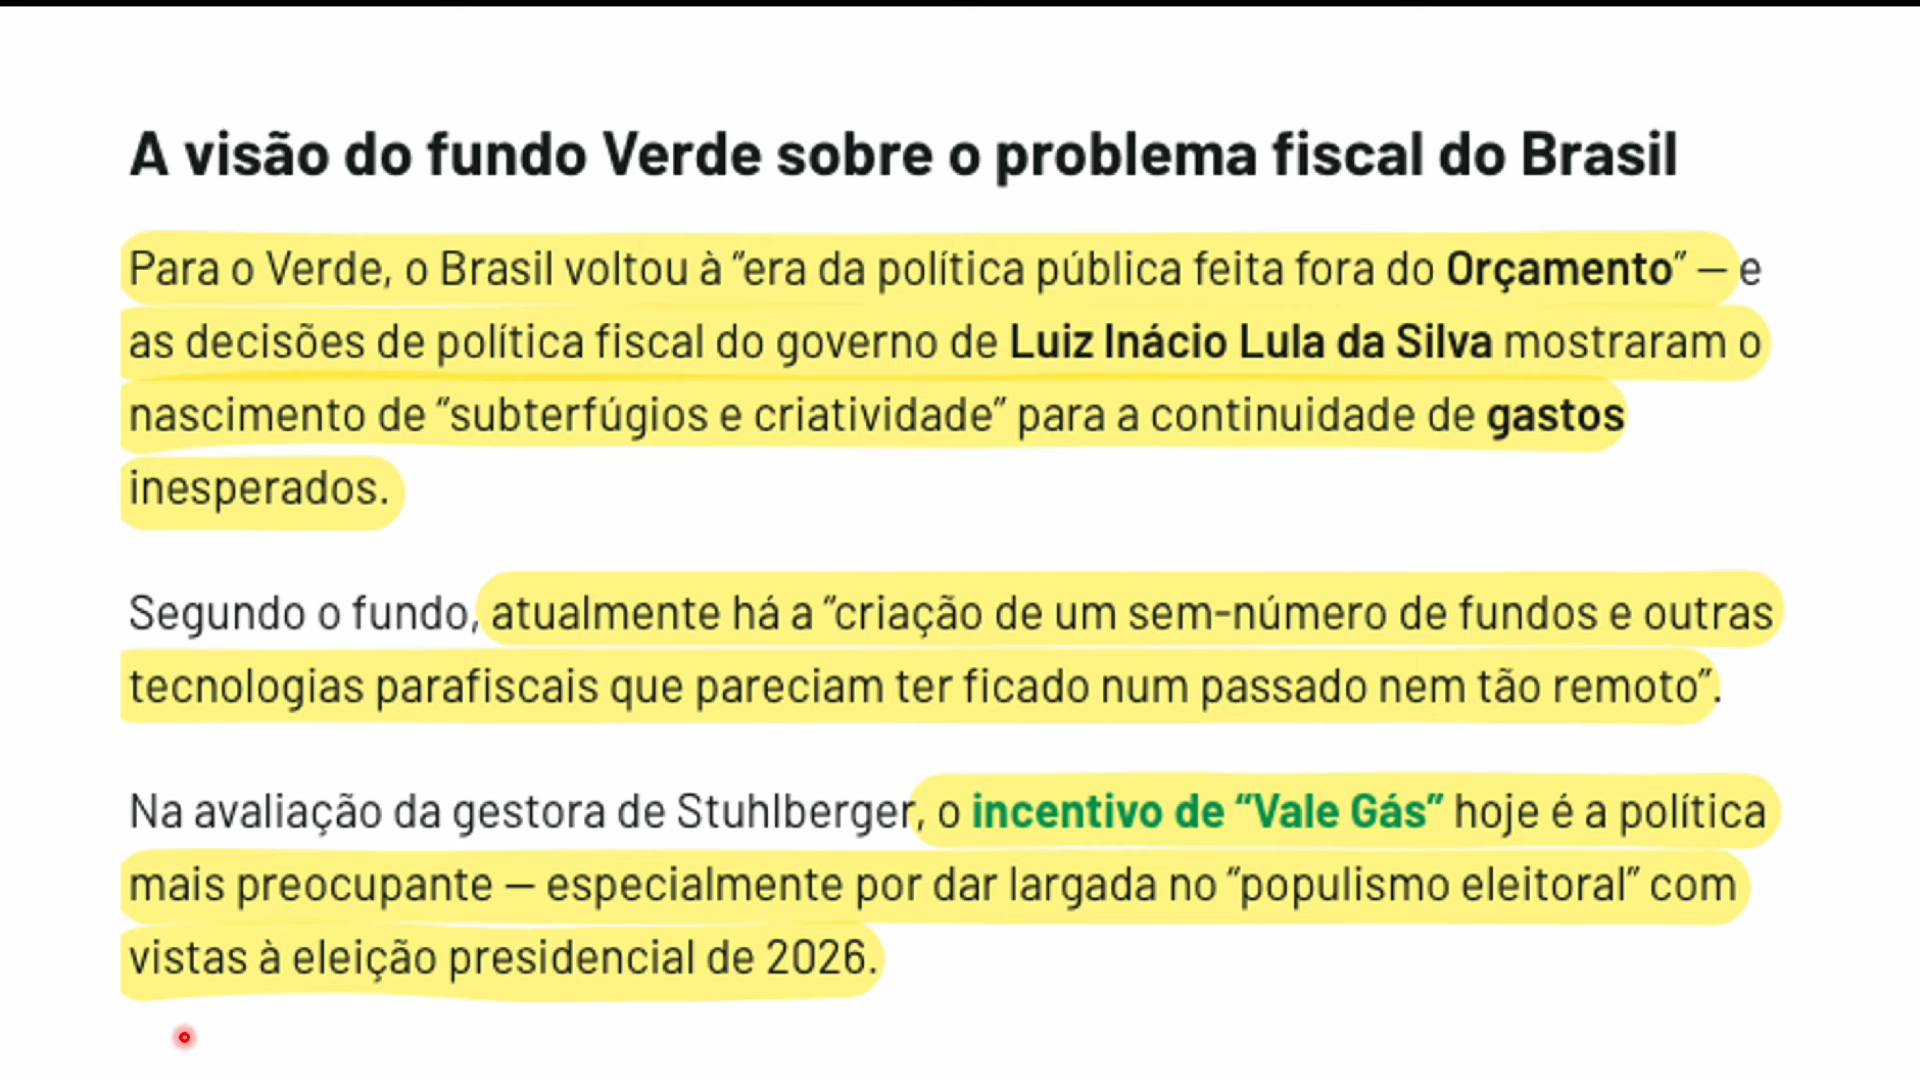 A visão do fundo Verde sobre o problema fiscal do Brasil
Para o Verde, o Brasil voltou à “era da política pública feita fora do Orçamento” — e
as decisões de política fiscal do governo de Luiz Inácio Lula da Silva mostraram o
nascimento de “subterfúgios e criatividade” para a continuidade de gastos
inesperados.
Segundo o fundo, atualmente há a “criação de um sem-número de fundos e outras
tecnologias parafiscais que pareciam ter ficado num passado nem tão remoto”.
Na avaliação da gestora de Stuhlberger, o incentivo de “Vale Gás” hoje é a política
mais preocupante — especialmente por dar largada no “populismo eleitoral” com
vistas à eleição presidencial de 2026.